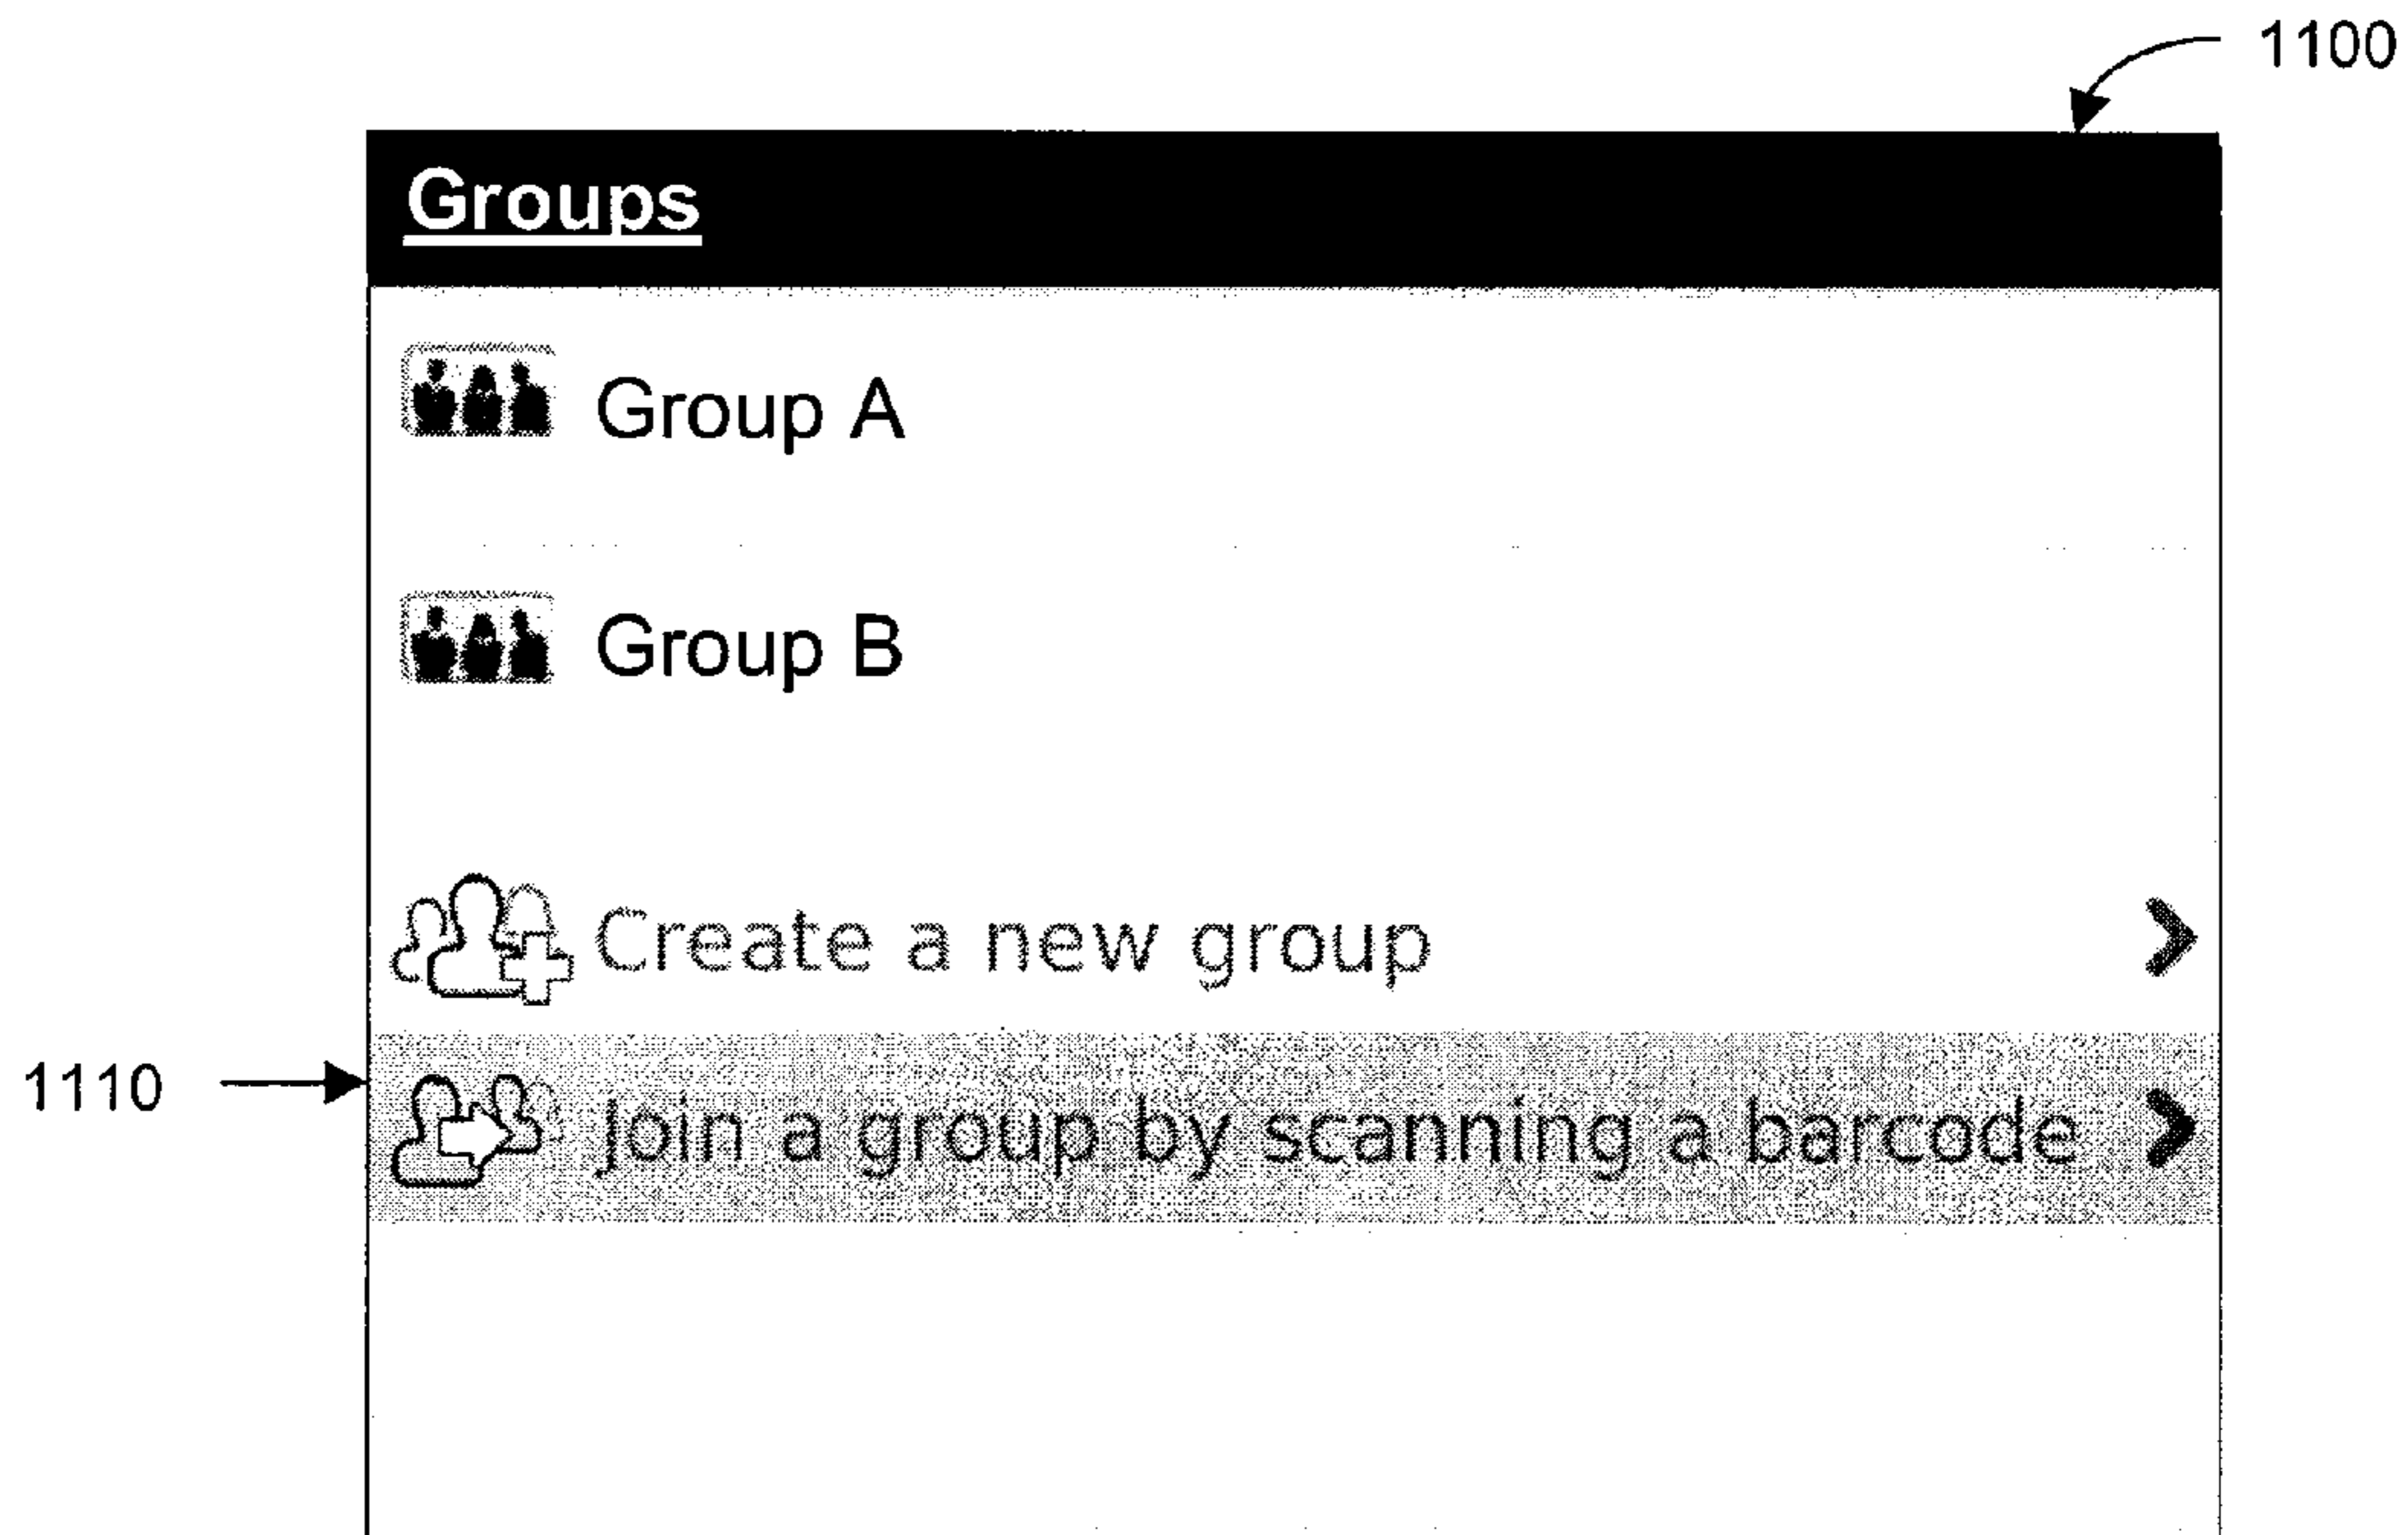 1100
Groups
Group A
Group B
Create a new group
1110
Join a group by scanning a barcode